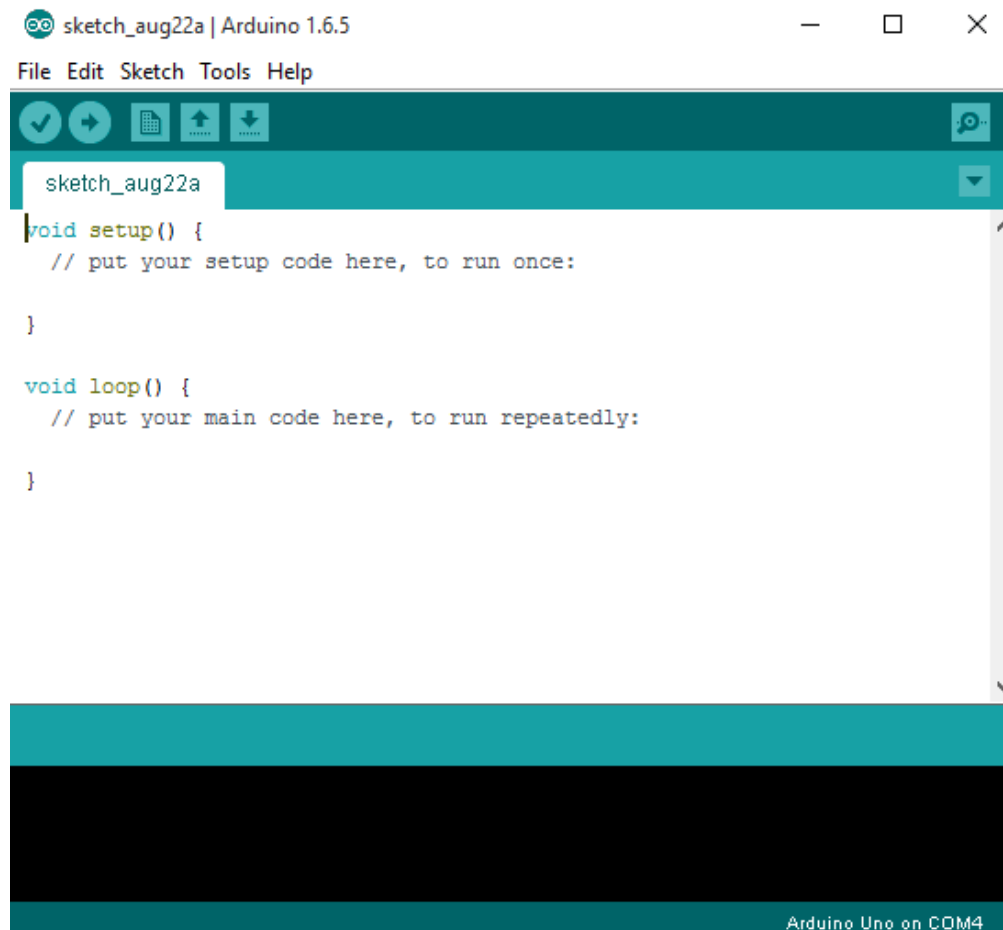 sketch_aug22a | Arduino 1.6.5
File Edit Sketch Tools Help
sketch_aug22a
void setup() {
  // put your setup code here, to run once:
}
void loop() {
  // put your main code here, to run repeatedly:
}
Arduino Uno on COM4